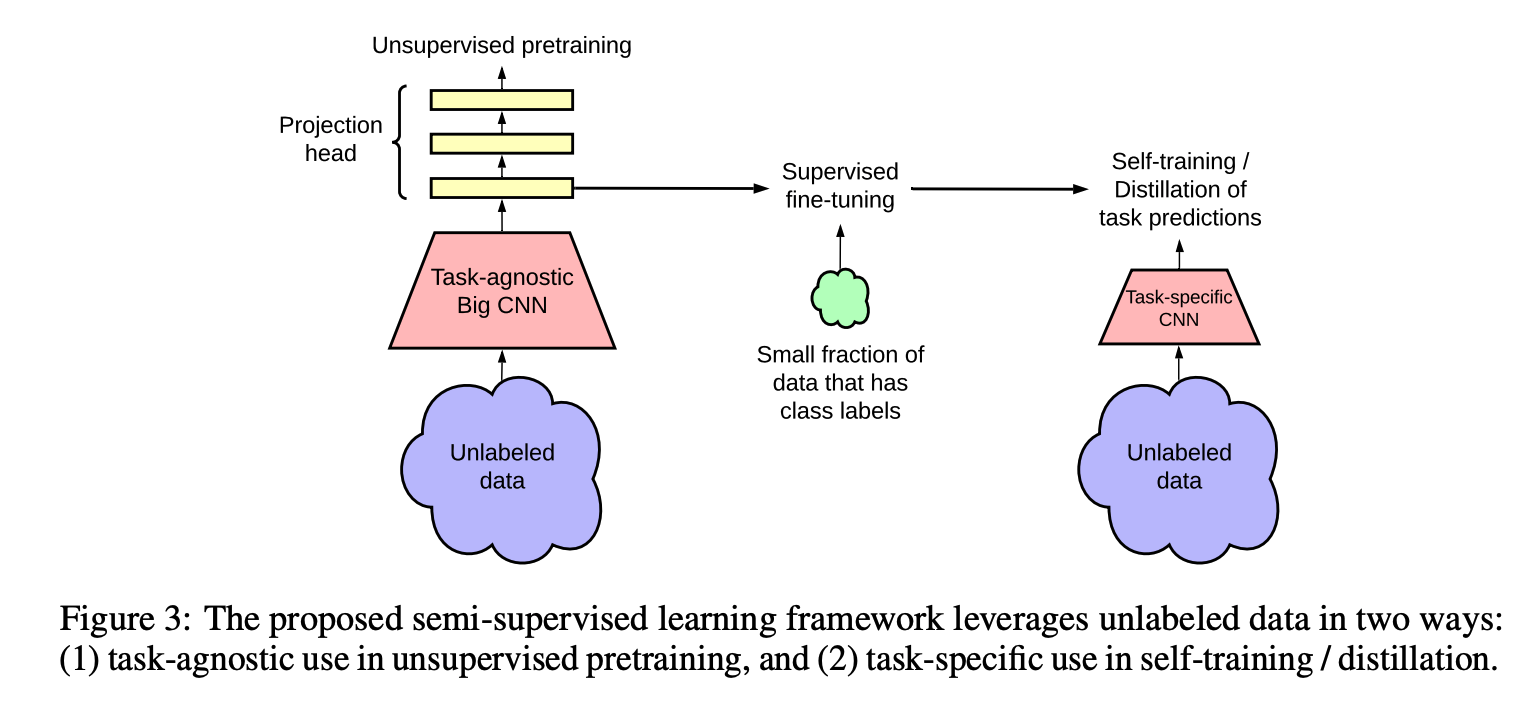 Unsupervised pretraining
Projection
head
Task-agnostic
Big CNN
Unlabeled
data
Supervised
fine-tuning
Small fraction of
data that has
class labels
Self-training /
Distillation of
task predictions
Task-specific
CNN
Unlabeled
data
Figure 3: The proposed semi-supervised learning framework leverages unlabeled data in two ways:
(1) task-agnostic use in unsupervised pretraining, and (2) task-specific use in self-training / distillation.